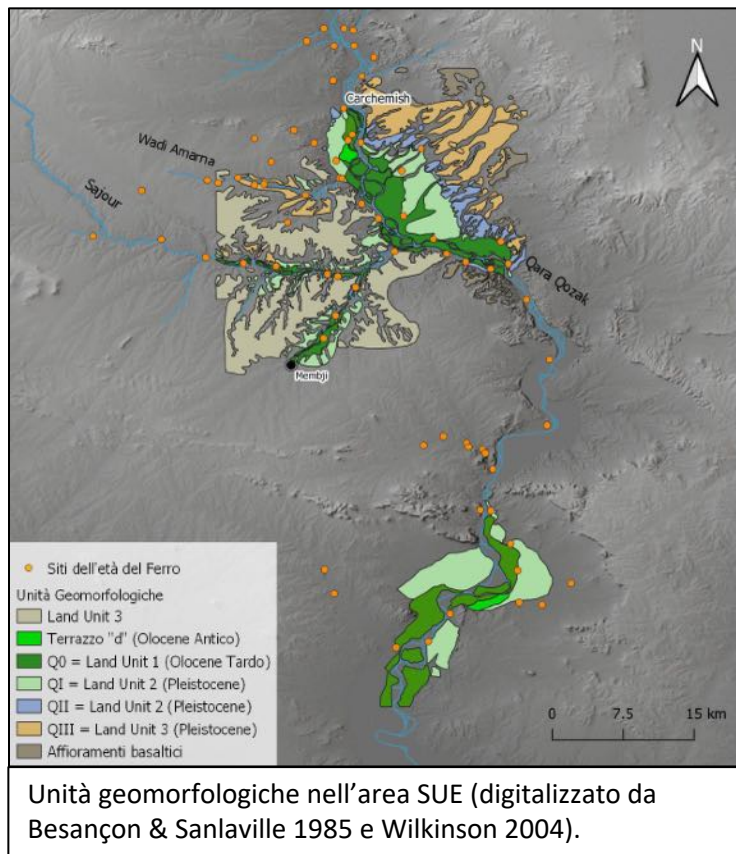 N
Carchemish
Wadi Amarna
Sajour
Qara Qozak
Membji
Siti dell'età del Ferro
Unità Geomorfologiche
Land Unit 3
Terrazzo "d" (Olocene Antico)
Q0 = Land Unit 1 (Olocene Tardo)
QI = Land Unit 2 (Pleistocene)
QII = Land Unit 2 (Pleistocene)
QIII = Land Unit 3 (Pleistocene)
Affioramenti basaltici
0 7.5 15 km
Unità geomorfologiche nell'area SUE (digitalizzato da
Besançon & Sanlaville 1985 e Wilkinson 2004).